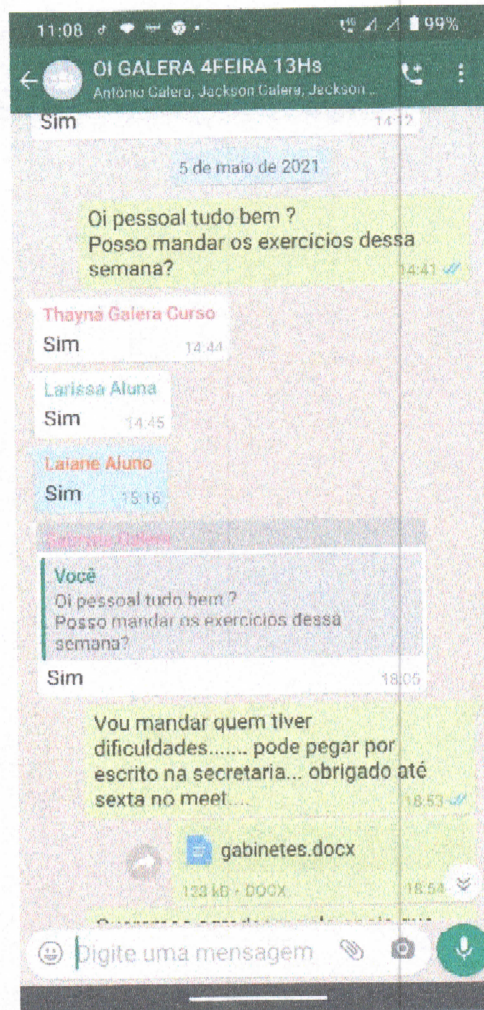 11:08
99%
OI GALERA 4FEIRA 13Hs
Antônio Galera, Jackson Galera, Jackson ...
Sim
14:12
5 de maio de 2021
Oi pessoal tudo bem ?
Posso mandar os exercícios dessa
semana?
14:41
Thayná Galera Curso
Sim
14:44
Larissa Aluna
Sim
14:45
Laiane Aluno
Sim
15:16
Galera
Você
Oi pessoal tudo bem ?
Posso mandar os exercícios dessa
semana?
Sim
18:05
Vou mandar quem tiver
dificuldades....... pode pegar por
escrito na secretaria... obrigado até
sexta no meet....
18:53
gabinetes.docx
123 kB • DOCX
18:54
Digite uma mensagem